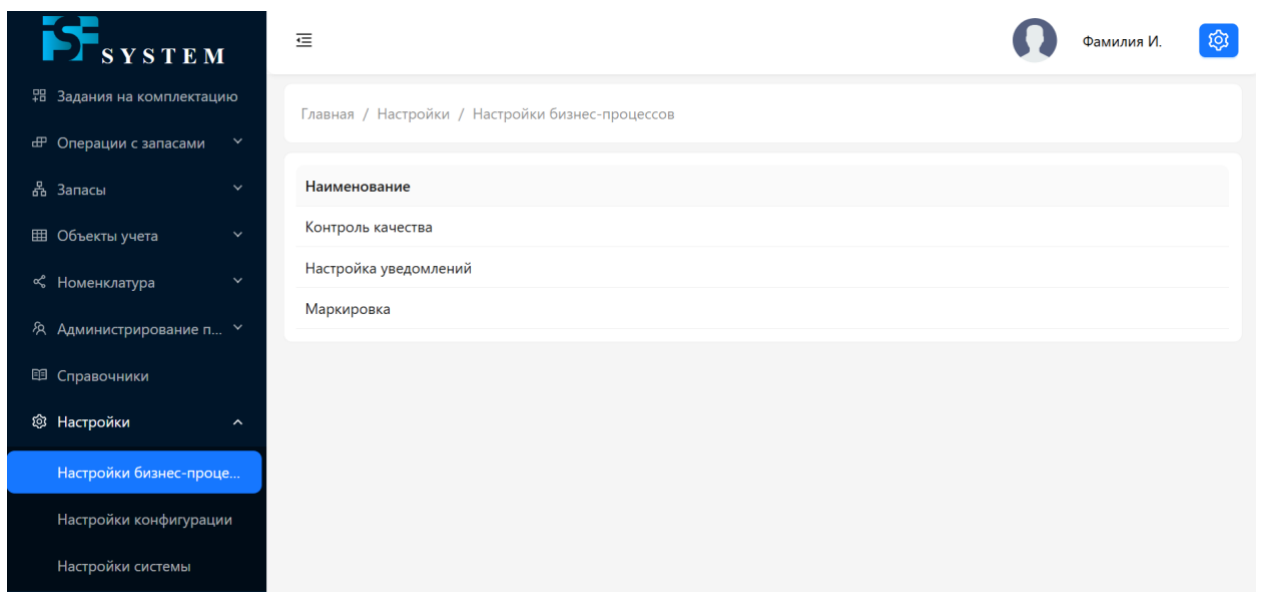 iSF SYSTEM
Фамилия И.
Задания на комплектацию
Операции с запасами
Запасы
Объекты учета
Номенклатура
Администрирование п...
Справочники
Настройки
Настройки бизнес-проце...
Настройки конфигурации
Настройки системы
Главная / Настройки / Настройки бизнес-процессов
Наименование
Контроль качества
Настройка уведомлений
Маркировка